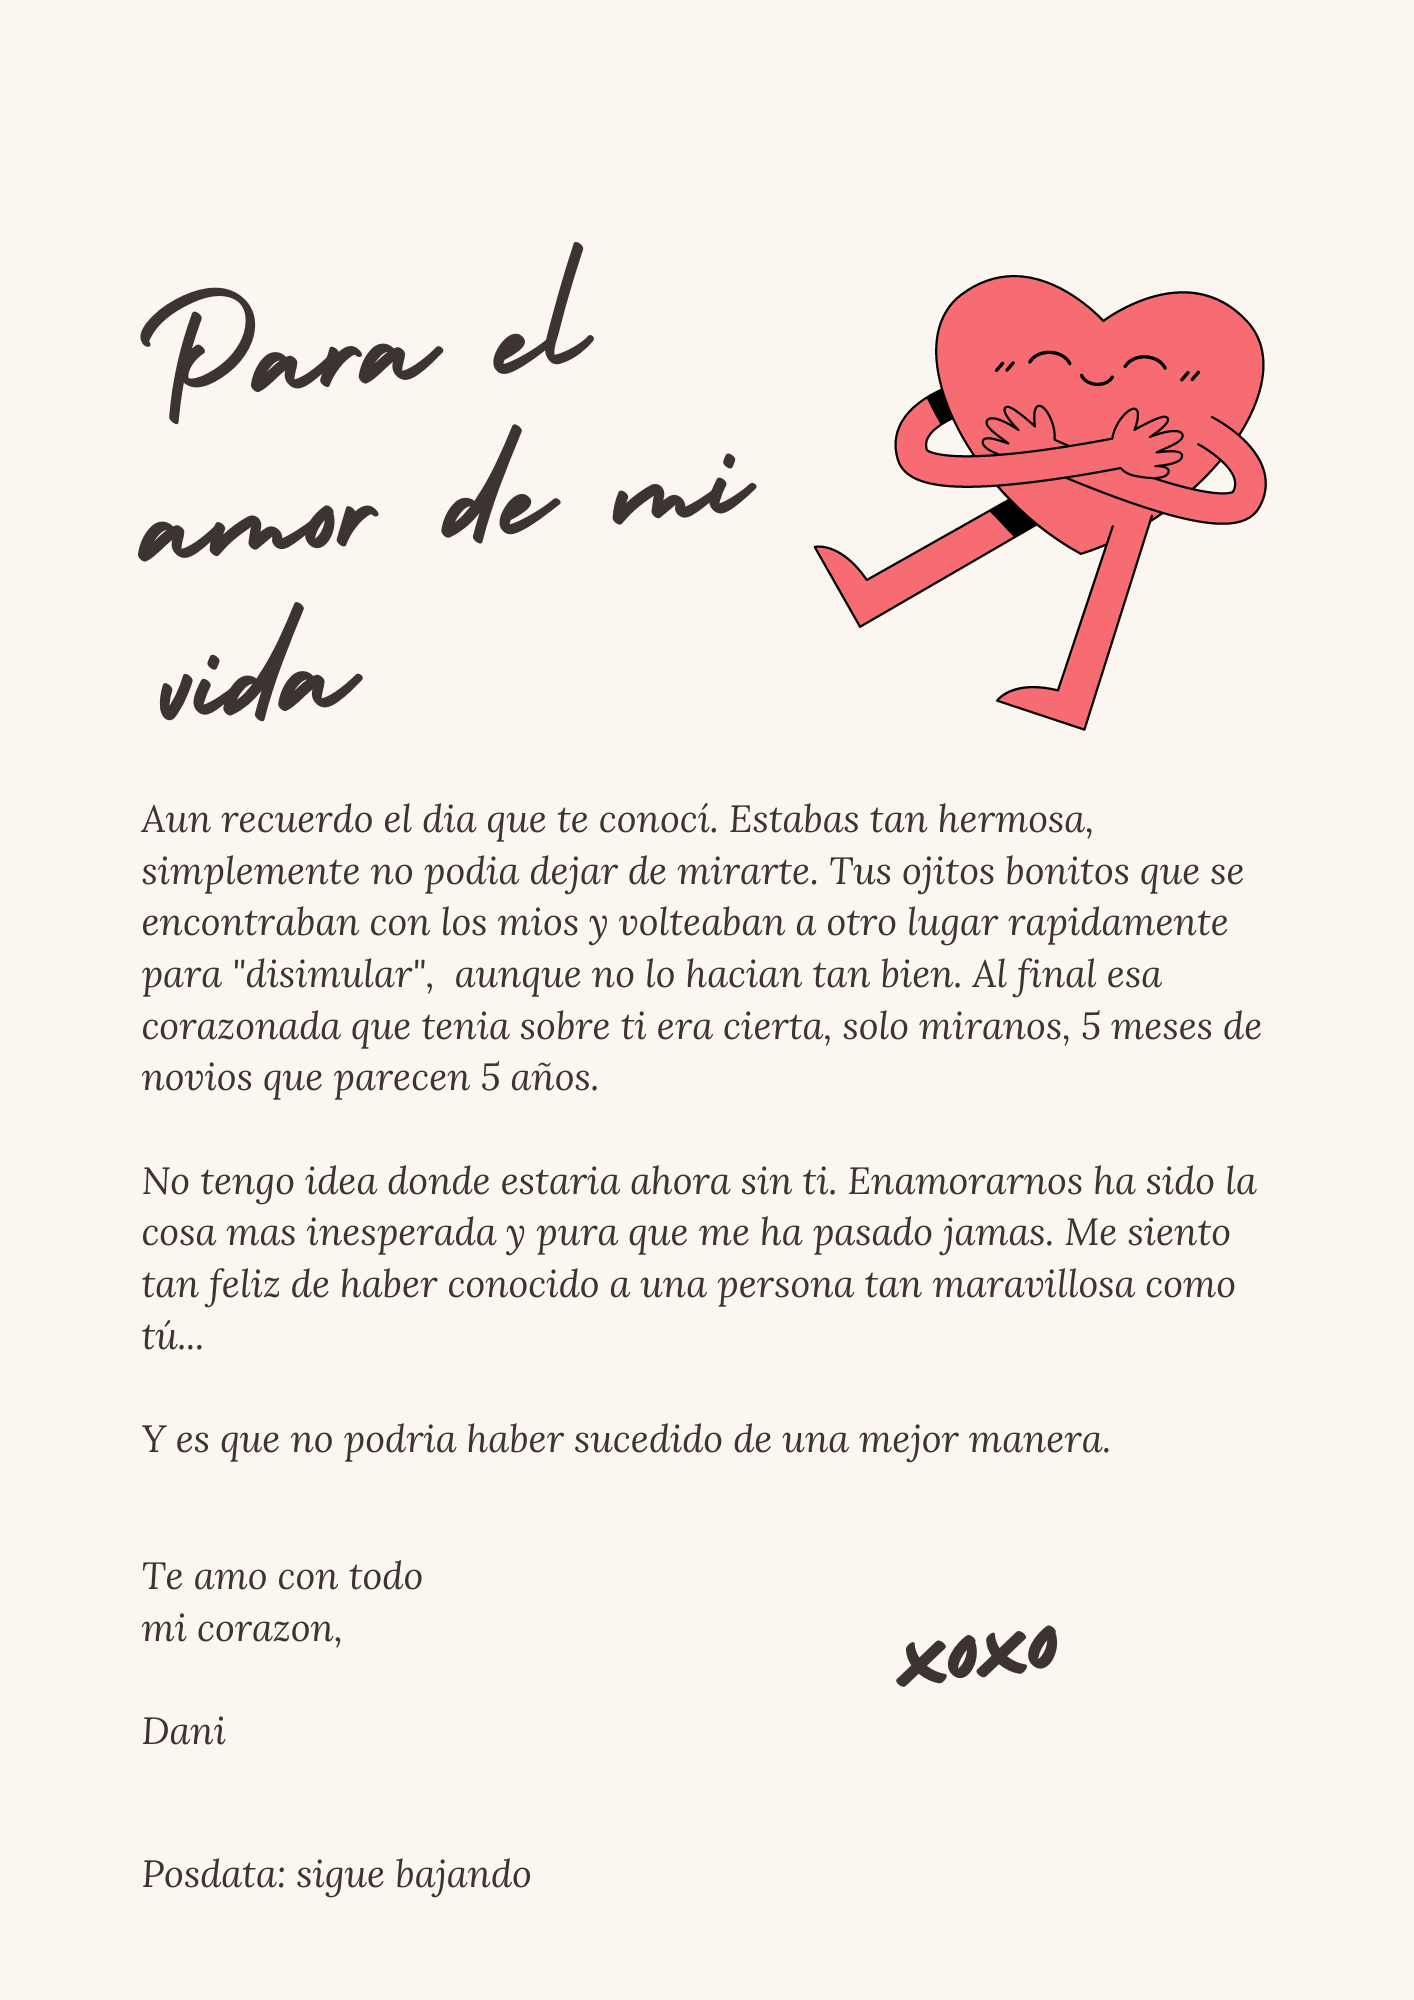 Para el
amor de mi
vida
Aun recuerdo el dia que te conocí. Estabas tan hermosa,
simplemente no podia dejar de mirarte. Tus ojitos bonitos que se
encontraban con los mios y volteaban a otro lugar rapidamente
para "disimular",  aunque no lo hacian tan bien. Al final esa
corazonada que tenia sobre ti era cierta, solo miranos, 5 meses de
novios que parecen 5 años.
No tengo idea donde estaria ahora sin ti. Enamorarnos ha sido la
cosa mas inesperada y pura que me ha pasado jamas. Me siento
tan feliz de haber conocido a una persona tan maravillosa como
tú...
Y es que no podria haber sucedido de una mejor manera.
Te amo con todo
mi corazon,
xoxo
Dani
Posdata: sigue bajando